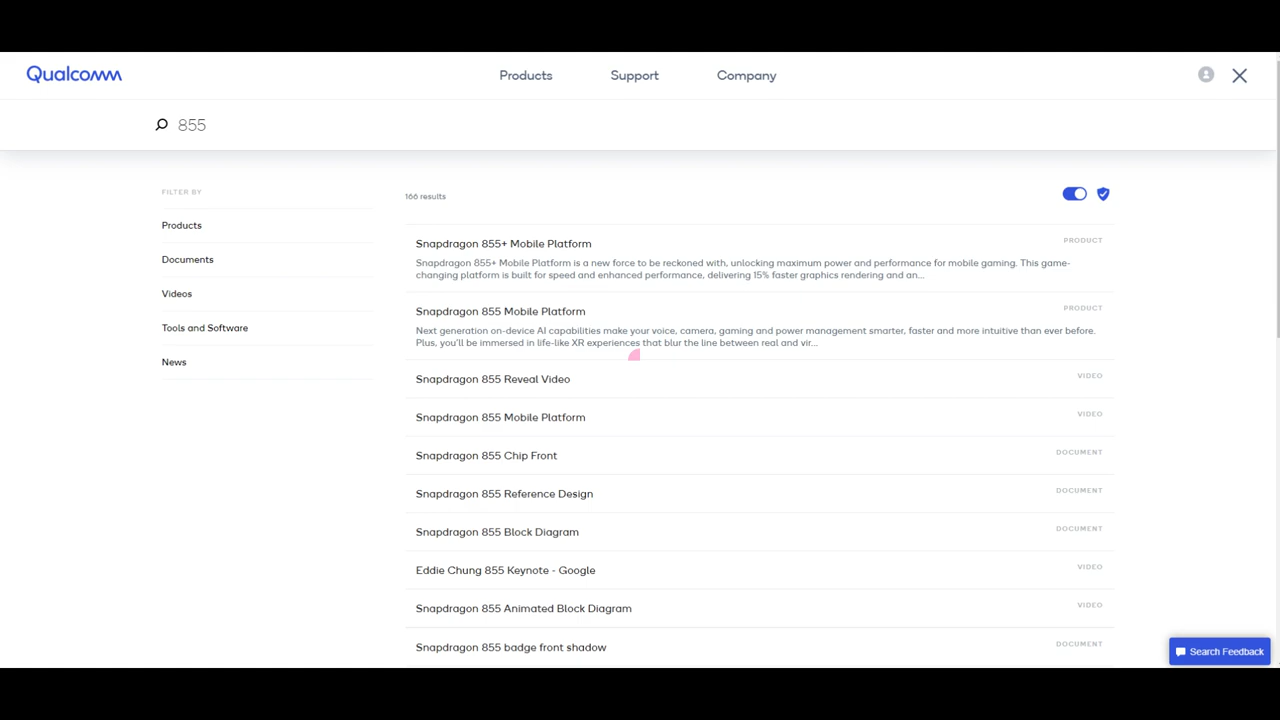 Qualcomm Products Support Company
855
FILTER BY
Products
Documents
Videos
Tools and Software
News
166 results
Snapdragon 855+ Mobile Platform PRODUCT
Snapdragon 855+ Mobile Platform is a new force to be reckoned with, unlocking maximum power and performance for mobile gaming. This game-
changing platform is built for speed and enhanced performance, delivering 15% faster graphics rendering and an...
Snapdragon 855 Mobile Platform PRODUCT
Next generation on-device AI capabilities make your voice, camera, gaming and power management smarter, faster and more intuitive than ever before.
Plus, you'll be immersed in life-like XR experiences that blur the line between real and vir...
Snapdragon 855 Reveal Video VIDEO
Snapdragon 855 Mobile Platform VIDEO
Snapdragon 855 Chip Front DOCUMENT
Snapdragon 855 Reference Design DOCUMENT
Snapdragon 855 Block Diagram DOCUMENT
Eddie Chung 855 Keynote - Google VIDEO
Snapdragon 855 Animated Block Diagram VIDEO
Snapdragon 855 badge front shadow DOCUMENT
Search Feedback